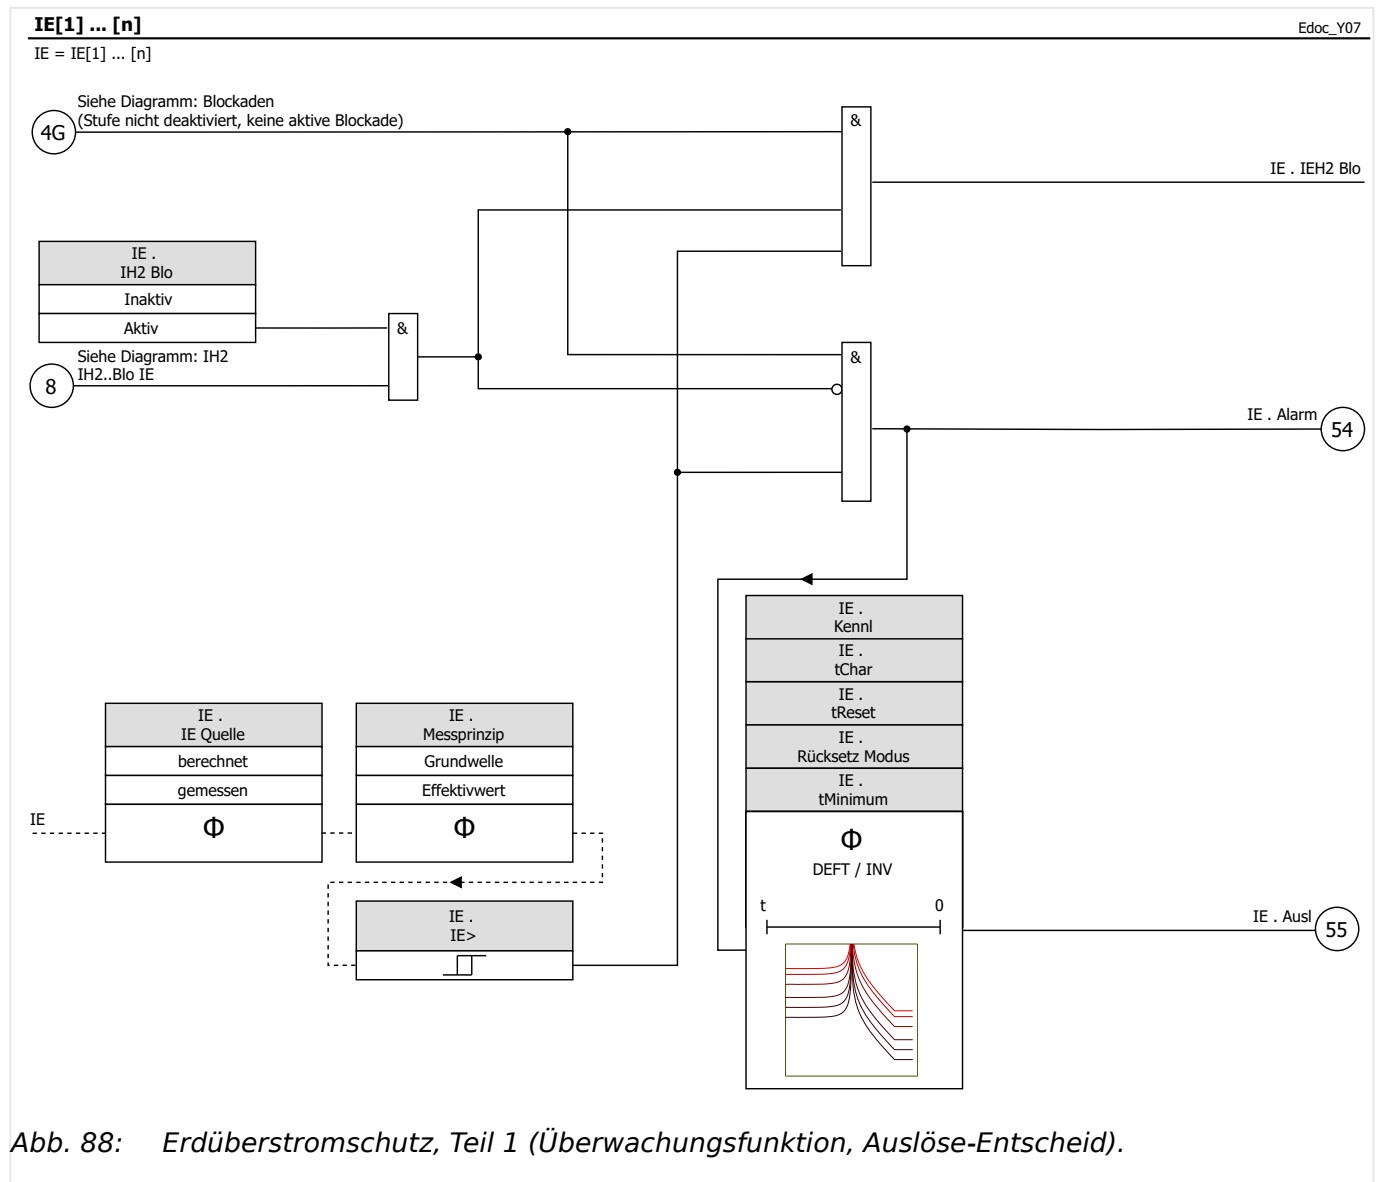 IE[1] ... [n]
Edoc_Y07
IE = IE[1] ... [n]
Siehe Diagramm: Blockaden
(Stufe nicht deaktiviert, keine aktive Blockade)
4G
&
IE . IEH2 Blo
IE .
IH2 Blo
Inaktiv
Aktiv
&
Siehe Diagramm: IH2
IH2..Blo IE
8
&
IE . Alarm
54
IE .
Kennl
IE .
tChar
IE .
tReset
IE .
Rücksetz Modus
IE .
tMinimum
Φ
DEFT / INV
t
0
IE . Ausl
55
IE
IE .
IE Quelle
berechnet
gemessen
Φ
IE .
Messprinzip
Grundwelle
Effektivwert
Φ
IE .
IE>
Abb. 88: Erdüberstromschutz, Teil 1 (Überwachungsfunktion, Auslöse-Entscheid).